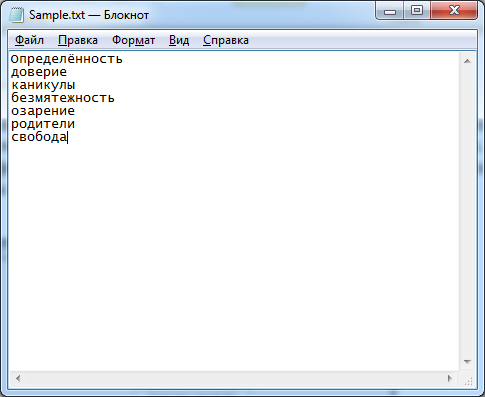 Sample.txt — Блокнот
Файл Правка Формат Вид Справка
Определённость
доверие
каникулы
безмятежность
озарение
родители
свобода